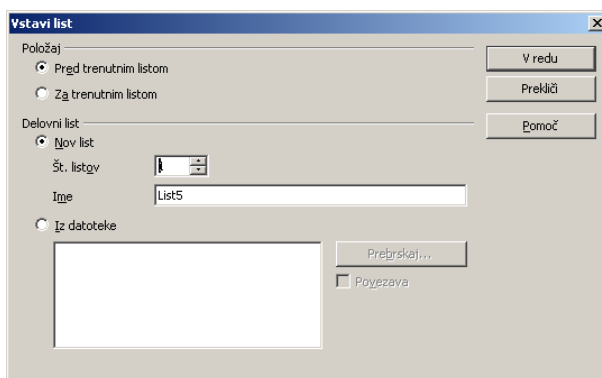 Vstavi list
Položaj
Pred trenutnim listom
Za trenutnim listom
V redu
Prekliči
Pomoč
Delovni list
Nov list
Št. listov
Ime
List5
Iz datoteke
Prebrskaj...
Povezava